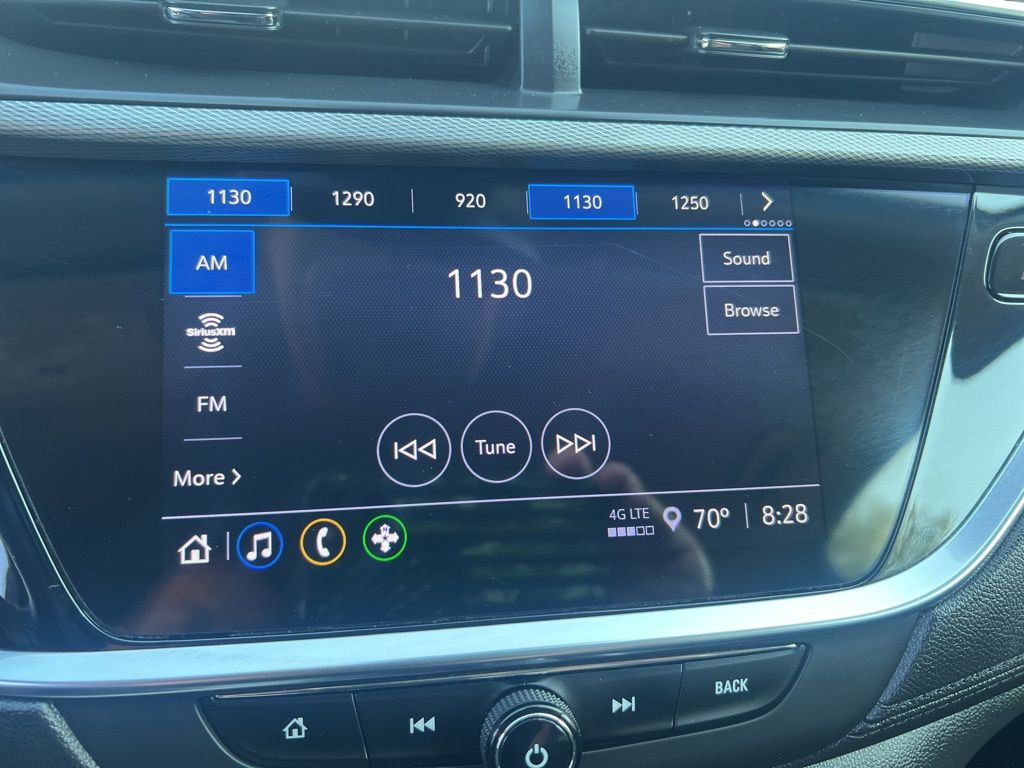 1130 1290 920 1130 1250
AM
1130
Sound
SiriusXM
Browse
FM
Tune
More
4G LTE 70° 8:28
N
BACK